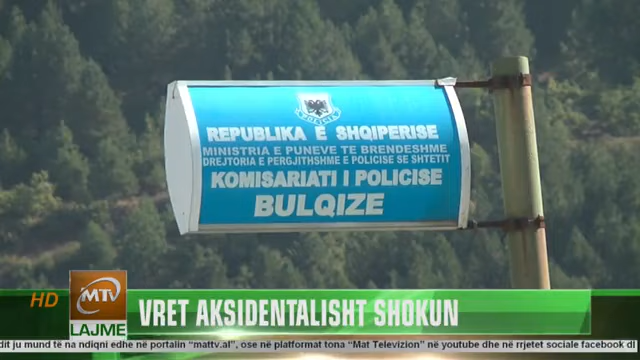 POLICIA
REPUBLIKA E SHQIPERISE
MINISTRIA E PUNEVE TE BRENDESHME
DREJTORIA E PERGJITHSHME E POLICISE SE SHTETIT
KOMISARIATI I POLICISE
BULQIZE
HD
MTV
LAJME
VRET AKSIDENTALISHT SHOKUN
dit ju mund të na ndiqni edhe në portalin "mattv.al", ose në platformat tona "Mat Televizion" në youtube dhe në rrjetet sociale facebook d